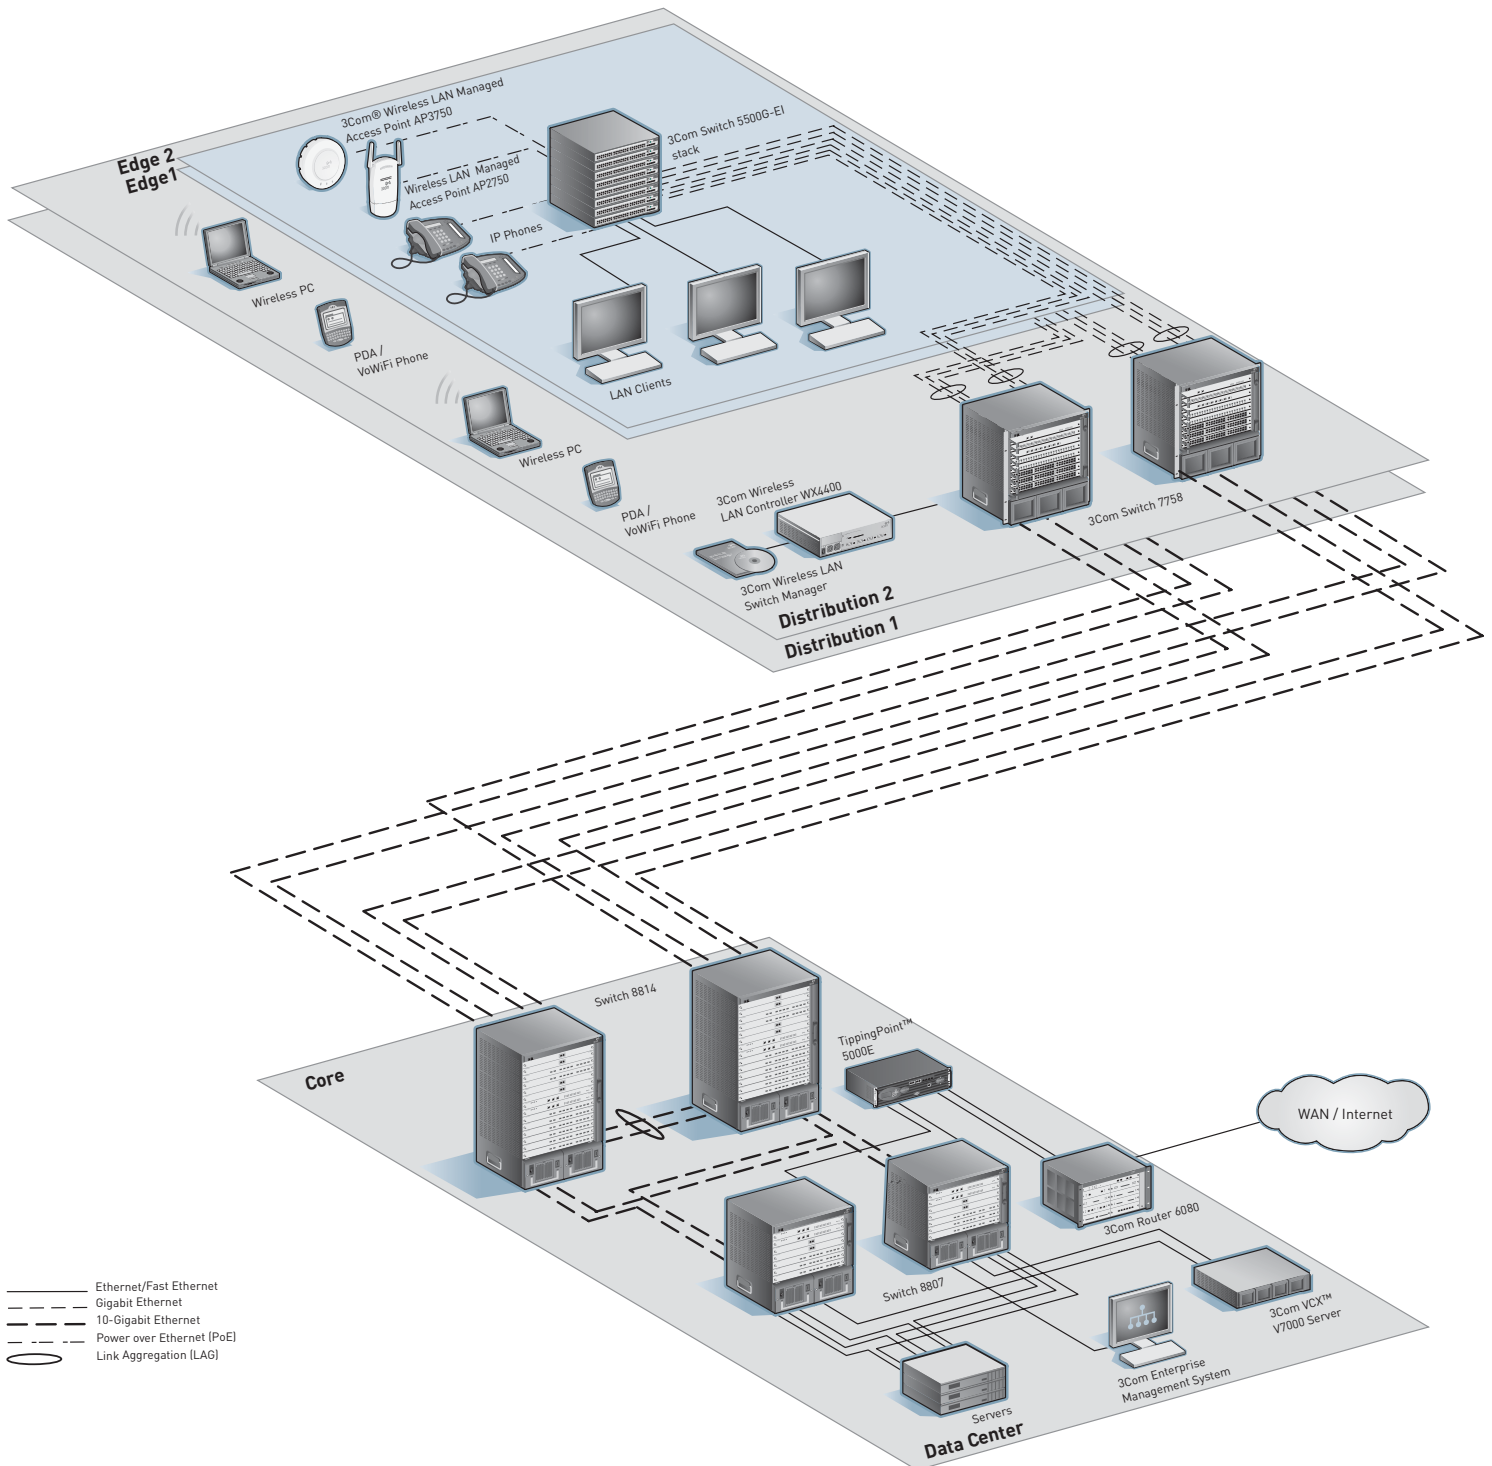 3Com® Wireless LAN Managed
Access Point AP3750
3Com Switch 5500G-EI
stack
Edge 2
Edge1
Wireless LAN Managed
Access Point AP2750
IP Phones
Wireless PC
PDA /
VoWiFi Phone
LAN Clients
Wireless PC
PDA /
VoWiFi Phone
3Com Wireless
LAN Controller WX4400
3Com Switch 7758
3Com Wireless LAN
Switch Manager
Distribution 2
Distribution 1
Switch 8814
TippingPoint™
5000E
Core
WAN / Internet
3Com Router 6080
Switch 8807
3Com VCX™
V7000 Server
3Com Enterprise
Management System
Servers
Data Center
Ethernet/Fast Ethernet
Gigabit Ethernet
10-Gigabit Ethernet
Power over Ethernet (PoE)
Link Aggregation (LAG)